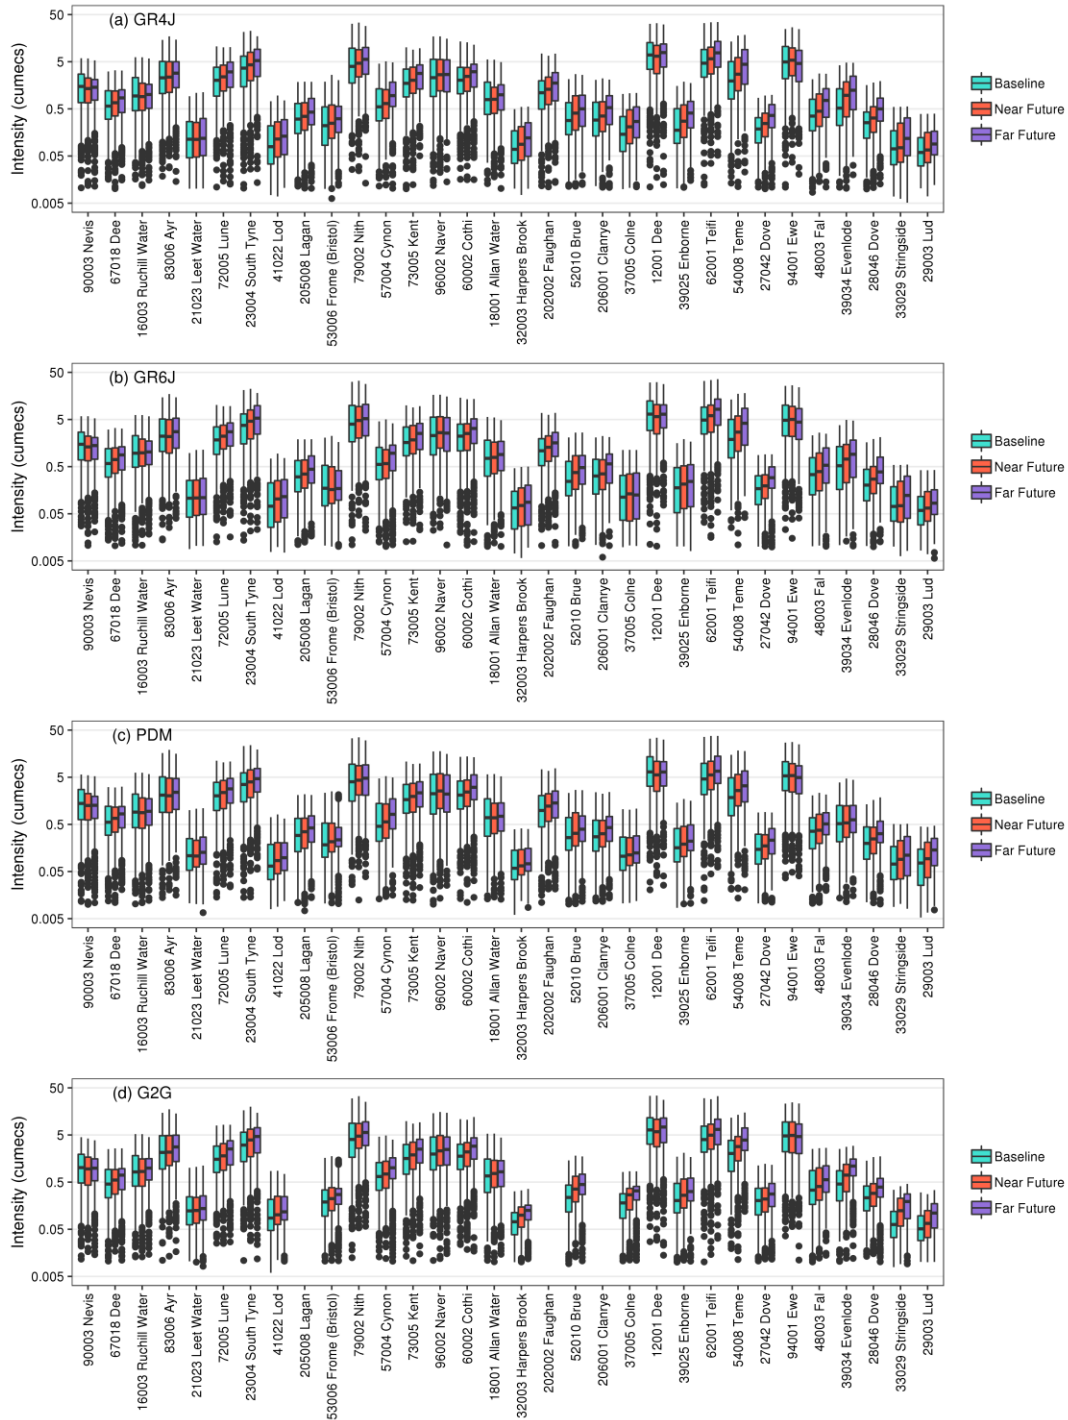 (a) GR4J
Intensity (cumecs)
50
5
0.5
0.05
0.005
90003 Nevis
67018 Dee
16003 Ruchill Water
83006 Ayr
21023 Leet Water
72005 Lune
23004 South Tyne
41022 Lod
205008 Lagan
53006 Frome (Bristol)
79002 Nith
57004 Cynon
73005 Kent
96002 Naver
60002 Cothi
18001 Allan Water
32003 Harpers Brook
202002 Faughan
52010 Brue
206001 Clanrye
37005 Colne
12001 Dee
39025 Enborne
62001 Teifi
54008 Teme
27042 Dove
94001 Ewe
48003 Fal
39034 Evenlode
28046 Dove
33029 Stringside
29003 Lud
Baseline
Near Future
Far Future
(b) GR6J
Intensity (cumecs)
50
5
0.5
0.05
0.005
90003 Nevis
67018 Dee
16003 Ruchill Water
83006 Ayr
21023 Leet Water
72005 Lune
23004 South Tyne
41022 Lod
205008 Lagan
53006 Frome (Bristol)
79002 Nith
57004 Cynon
73005 Kent
96002 Naver
60002 Cothi
18001 Allan Water
32003 Harpers Brook
202002 Faughan
52010 Brue
206001 Clanrye
37005 Colne
12001 Dee
39025 Enborne
62001 Teifi
54008 Teme
27042 Dove
94001 Ewe
48003 Fal
39034 Evenlode
28046 Dove
33029 Stringside
29003 Lud
Baseline
Near Future
Far Future
(c) PDM
Intensity (cumecs)
50
5
0.5
0.05
0.005
90003 Nevis
67018 Dee
16003 Ruchill Water
83006 Ayr
21023 Leet Water
72005 Lune
23004 South Tyne
41022 Lod
205008 Lagan
53006 Frome (Bristol)
79002 Nith
57004 Cynon
73005 Kent
96002 Naver
60002 Cothi
18001 Allan Water
32003 Harpers Brook
202002 Faughan
52010 Brue
206001 Clanrye
37005 Colne
12001 Dee
39025 Enborne
62001 Teifi
54008 Teme
27042 Dove
94001 Ewe
48003 Fal
39034 Evenlode
28046 Dove
33029 Stringside
29003 Lud
Baseline
Near Future
Far Future
(d) G2G
Intensity (cumecs)
50
5
0.5
0.05
0.005
90003 Nevis
67018 Dee
16003 Ruchill Water
83006 Ayr
21023 Leet Water
72005 Lune
23004 South Tyne
41022 Lod
205008 Lagan
53006 Frome (Bristol)
79002 Nith
57004 Cynon
73005 Kent
96002 Naver
60002 Cothi
18001 Allan Water
32003 Harpers Brook
202002 Faughan
52010 Brue
206001 Clanrye
37005 Colne
12001 Dee
39025 Enborne
62001 Teifi
54008 Teme
27042 Dove
94001 Ewe
48003 Fal
39034 Evenlode
28046 Dove
33029 Stringside
29003 Lud
Baseline
Near Future
Far Future